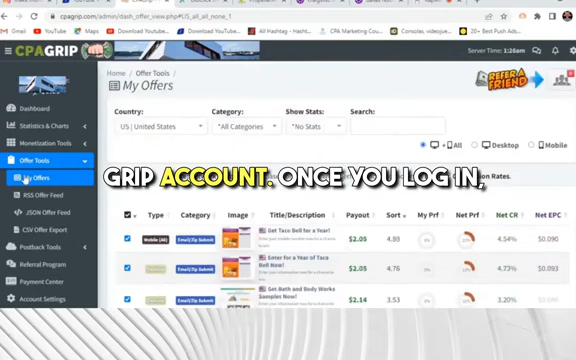 cpagrip.com/admin/dash_offer_view.php#US_all_all_none_1
YouTube
Gmail
Maps
Download Youtube...
Download Youtube...
All Hashtag - Hasht...
Consolas, videojue...
20+ Best Push Ads...
CPAGRIP
Server Time: 1:26am
Dashboard
Statistics & Charts
Monetization Tools
Offer Tools
My Offers
RSS Offer Feed
JSON Offer Feed
CSV Offer Export
Postback Tools
Referral Program
Payment Center
Account Settings
Home / Offer Tools /
My Offers
REFER A FRIEND
Country: Category: Show Stats: Search:
US | United States *All Categories *No Stats
+ All Desktop Mobile
GRIP ACCOUNT. ONCE YOU LOG IN,
on Rates.
All Type Category Image Title/Description Payout Sort My Prf Net Prf Net CR Net EPC
Mobile (All) Email/Zip Submit Get Taco Bell for a Year! $2.05 4.93 4.54% $0.090
Email/Zip Submit Enter for a Year of Taco Bell Now! $2.05 4.76 4.73% $0.093
Email/Zip Submit Get Bath and Body Works Samples Now! $2.14 3.53 3.20%